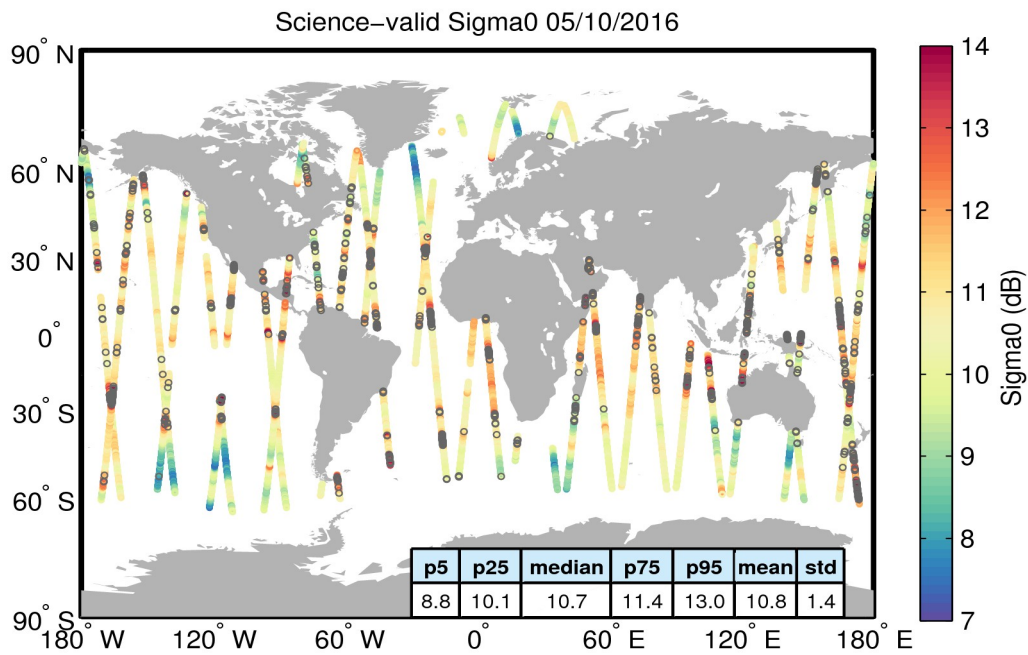 Science−valid Sigma0 05/10/2016
90° N
60° N
30° N
0°
30° S
60° S
90° S
180° W
120° W
60° W
0°
60° E
120° E
180° E
p5 p25 median p75 p95 mean std
8.8 10.1 10.7 11.4 13.0 10.8 1.4
14
13
12
11
10
9
8
7
Sigma0 (dB)